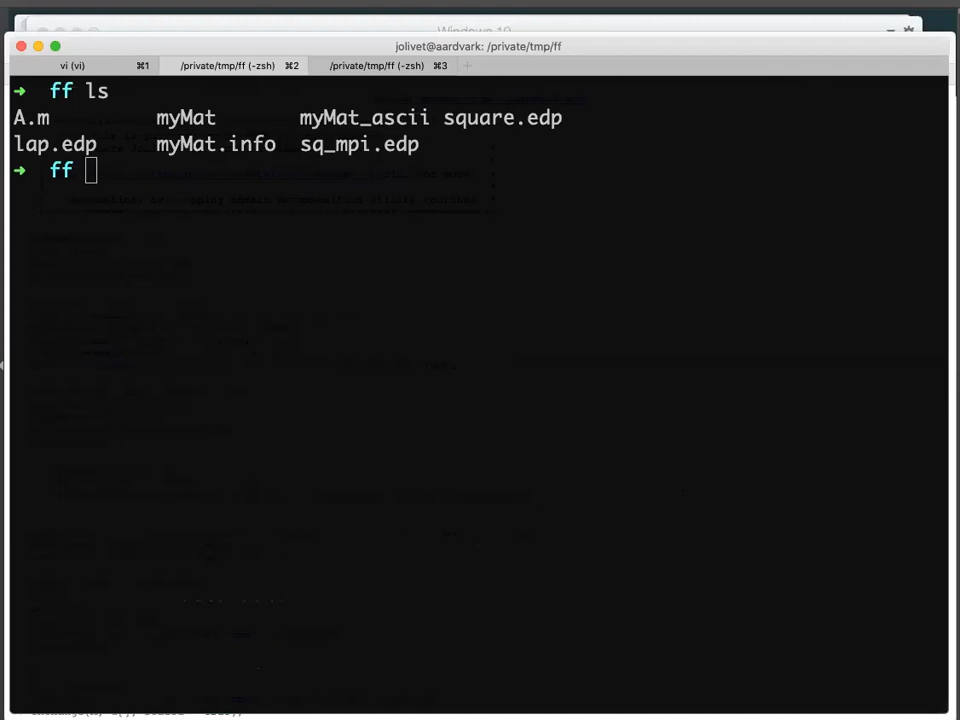 Windows 10
jolivet@aardvark: /private/tmp/ff
vi (vi) ⌘1 /private/tmp/ff (-zsh) ⌘2 /private/tmp/ff (-zsh) ⌘3 +
➜ ff ls
A.m myMat myMat_ascii square.edp
lap.edp myMat.info sq_mpi.edp
➜ ff